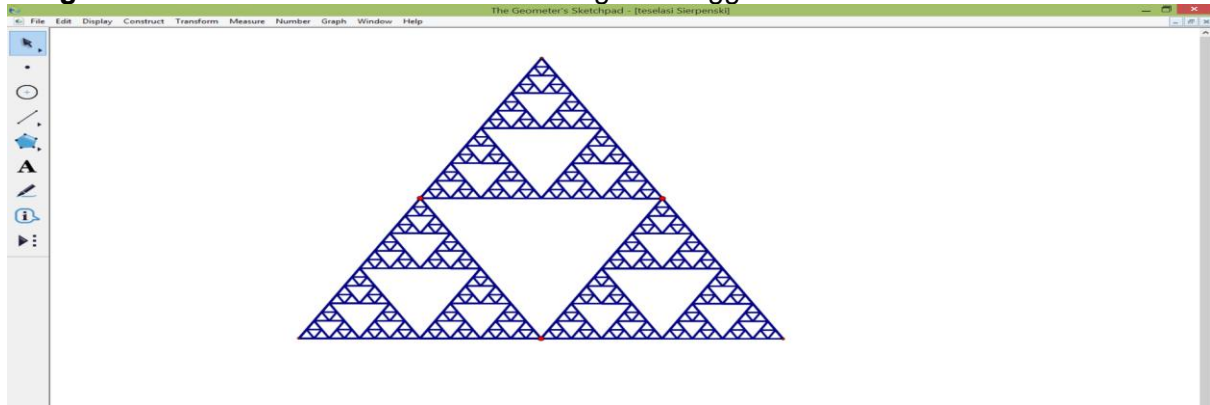 The Geometer's Sketchpad - [teselasi Sierpenski]
File Edit Display Construct Transform Measure Number Graph Window Help
A
i